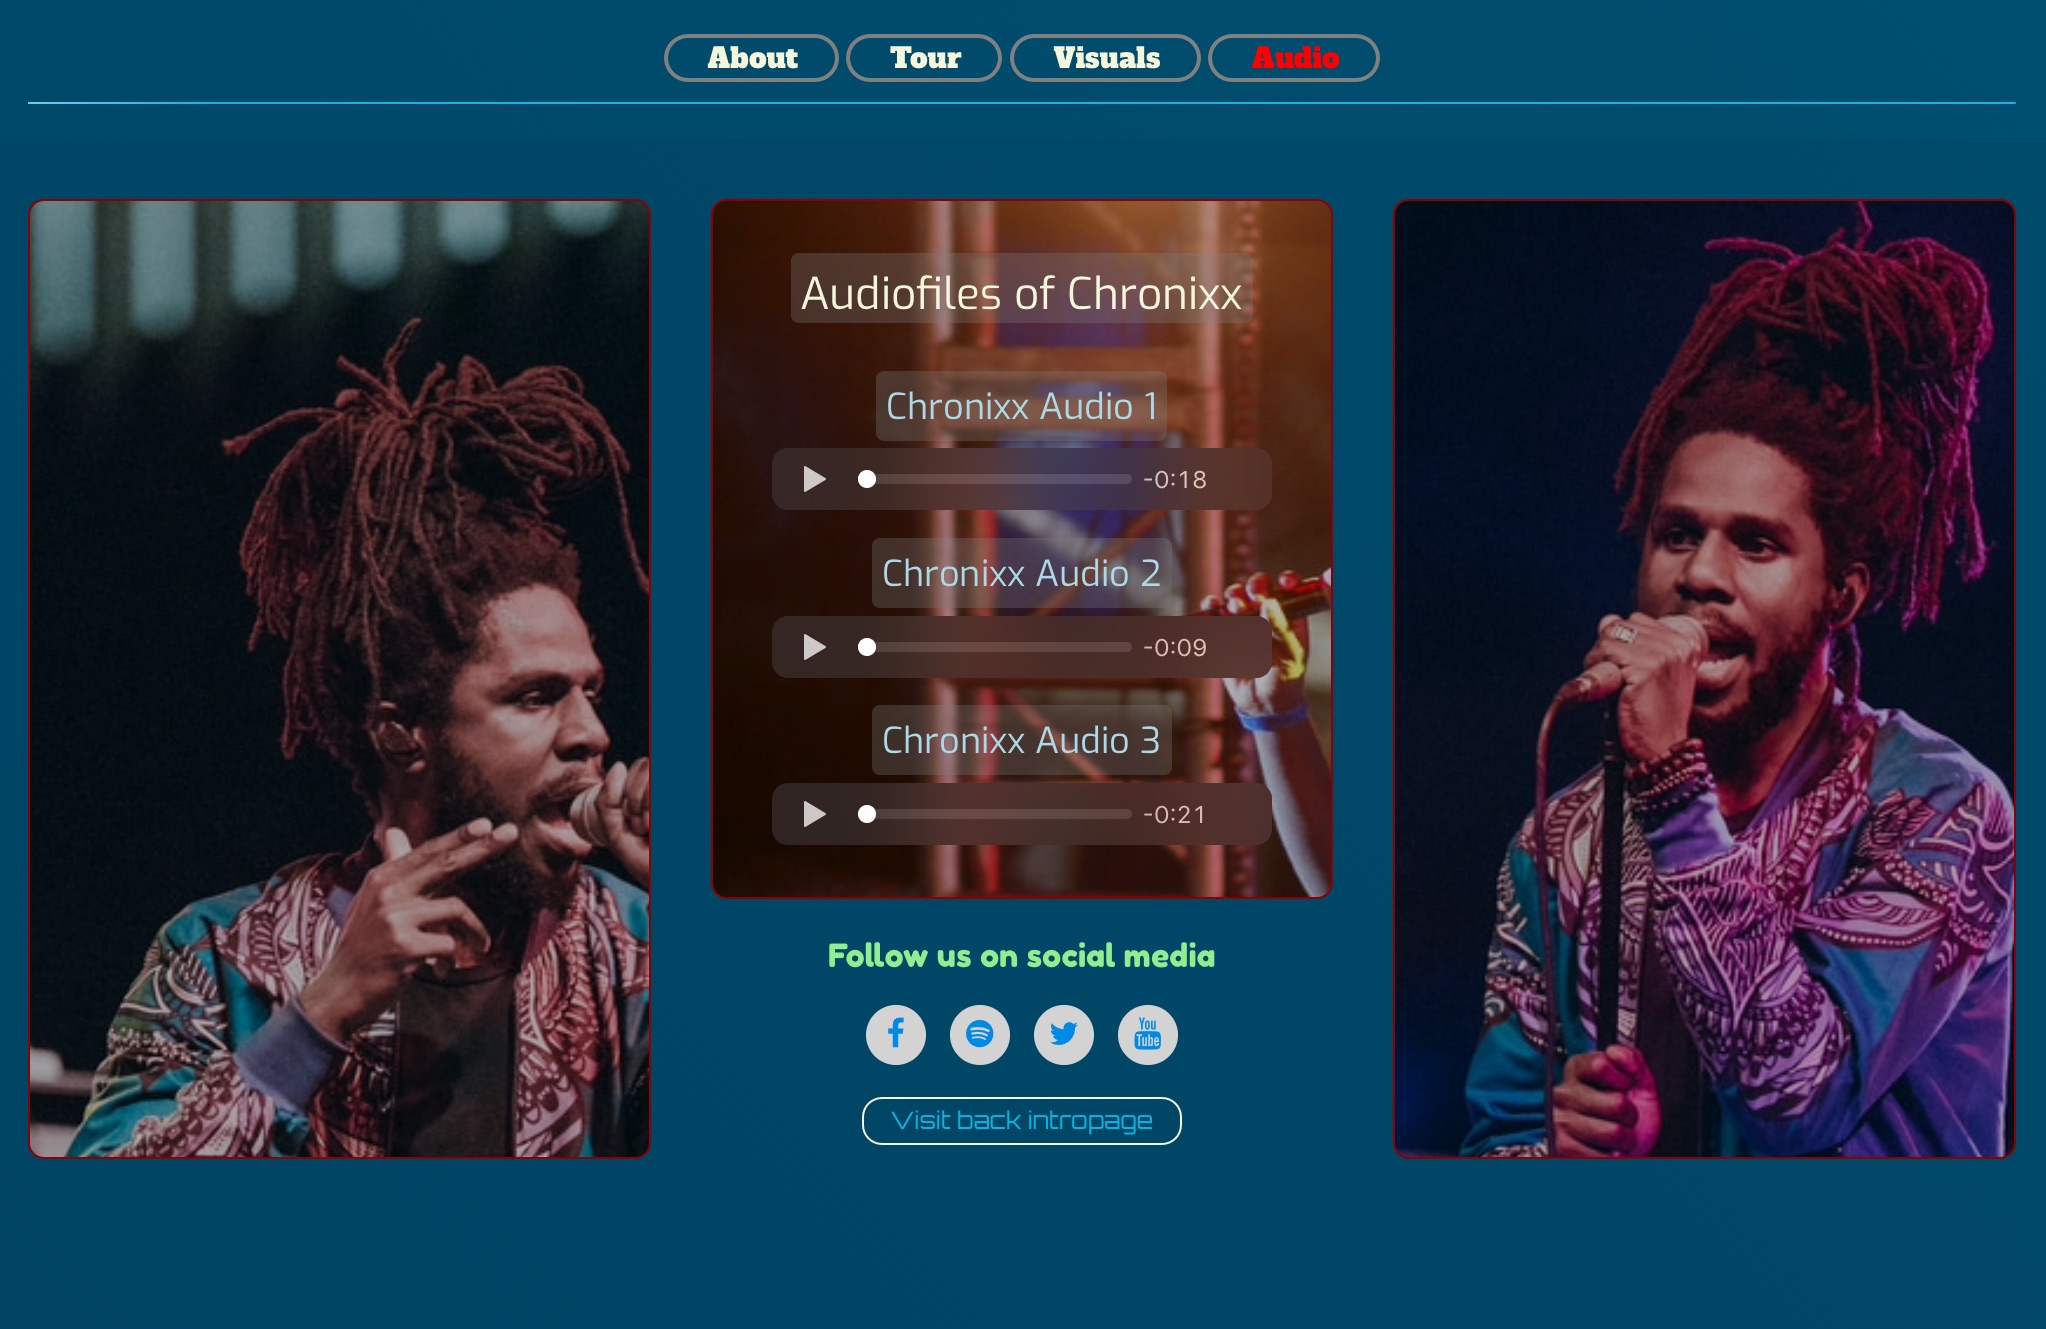 About
Tour
Visuals
Audio
Audiofiles of Chronixx
Chronixx Audio 1
-0:18
Chronixx Audio 2
-0:09
Chronixx Audio 3
-0:21
Follow us on social media
f
You
Tube
Visit back intropage